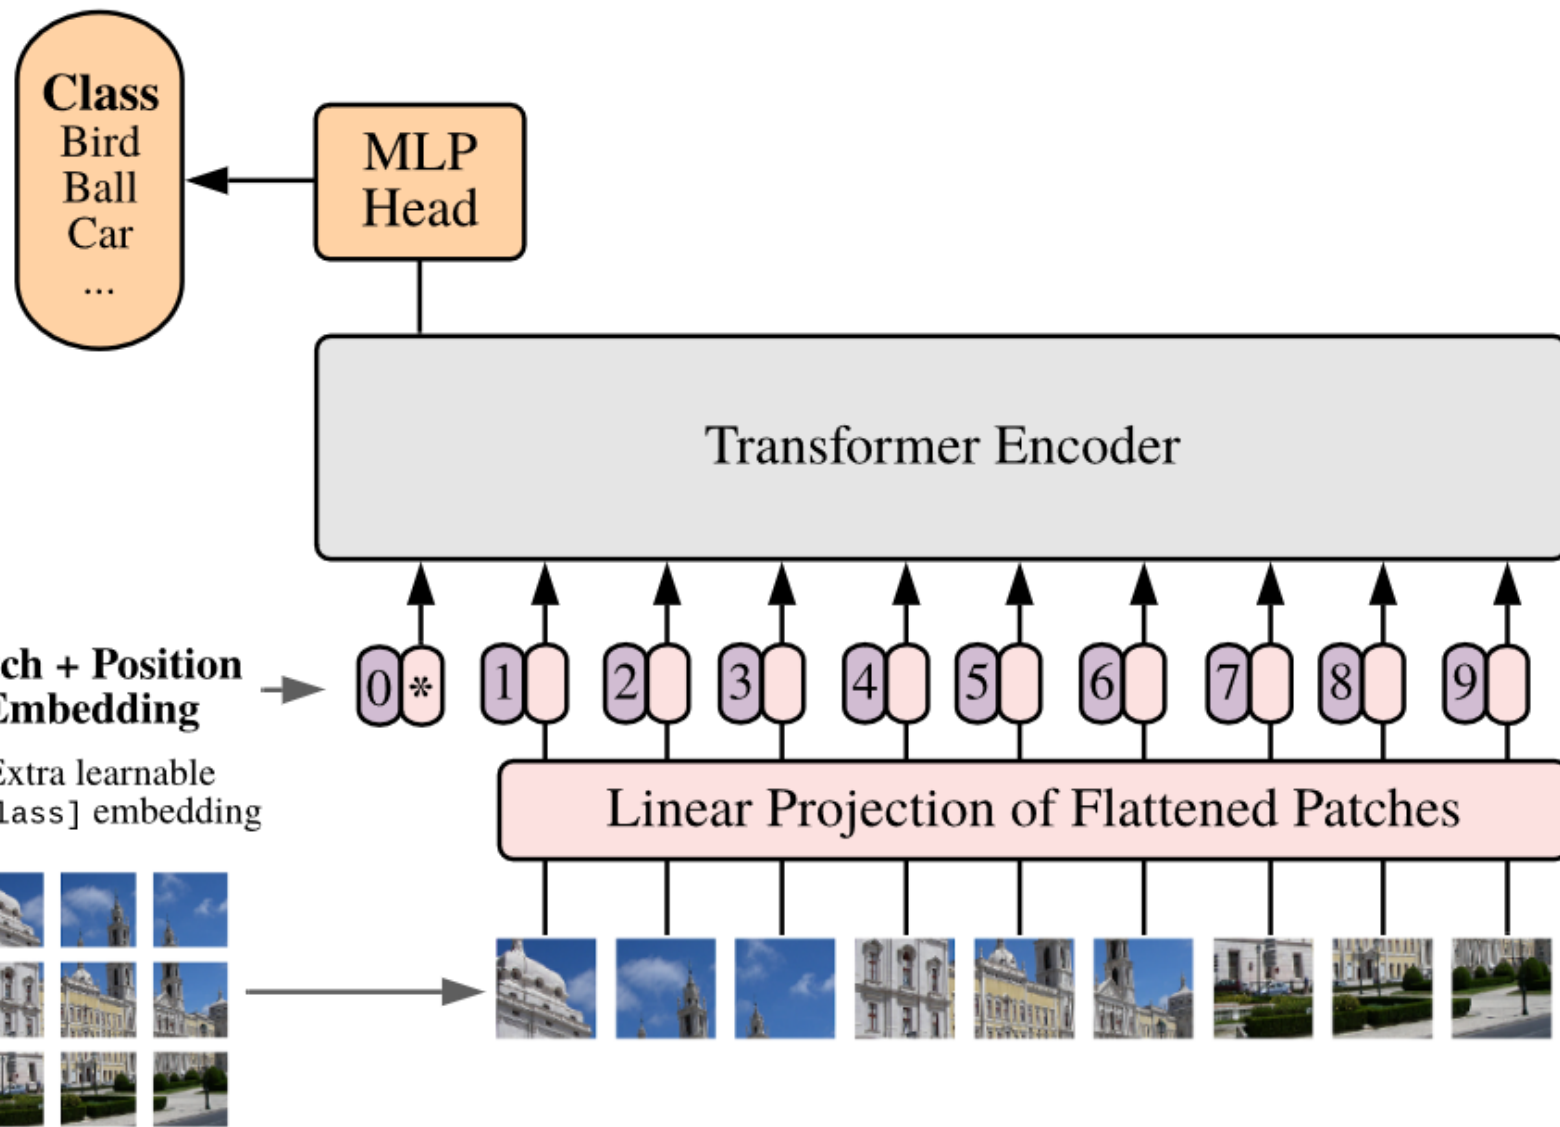 Class
Bird
Ball
Car
...
MLP
Head
Transformer Encoder
ch + Position
Embedding
0 * 1 2 3 4 5 6 7 8 9
Extra learnable
lass] embedding
Linear Projection of Flattened Patches